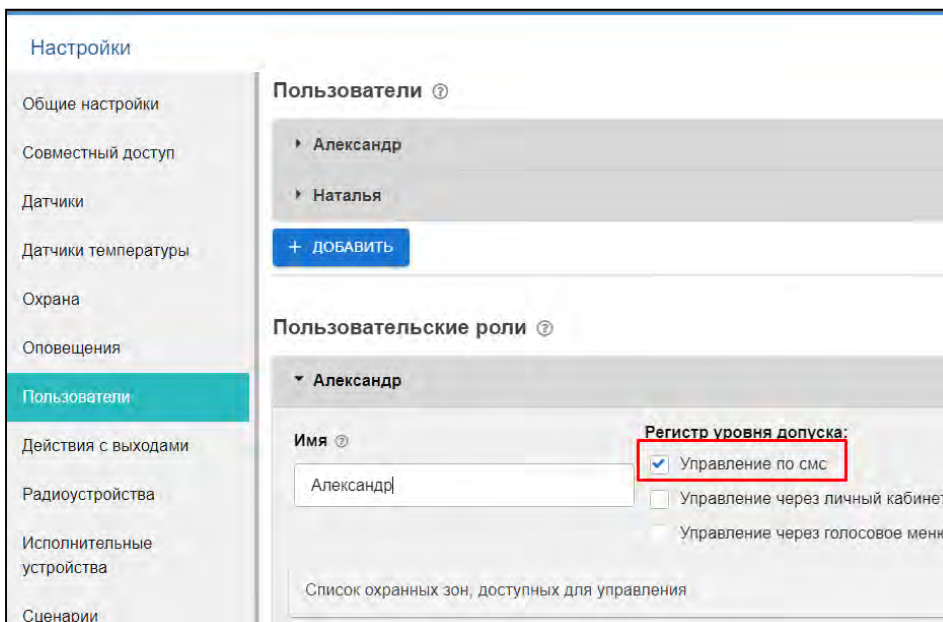 Настройки
Общие настройки
Совместный доступ
Датчики
Датчики температуры
Охрана
Оповещения
Пользователи
Действия с выходами
Радиоустройства
Исполнительные
устройства
Сценарии
Пользователи ?
Александр
Наталья
+ ДОБАВИТЬ
Пользовательские роли ?
Александр
Имя ?
Александр
Регистр уровня допуска:
Управление по смс
Управление через личный кабинет
Управление через голосовое меню
Список охранных зон, доступных для управления